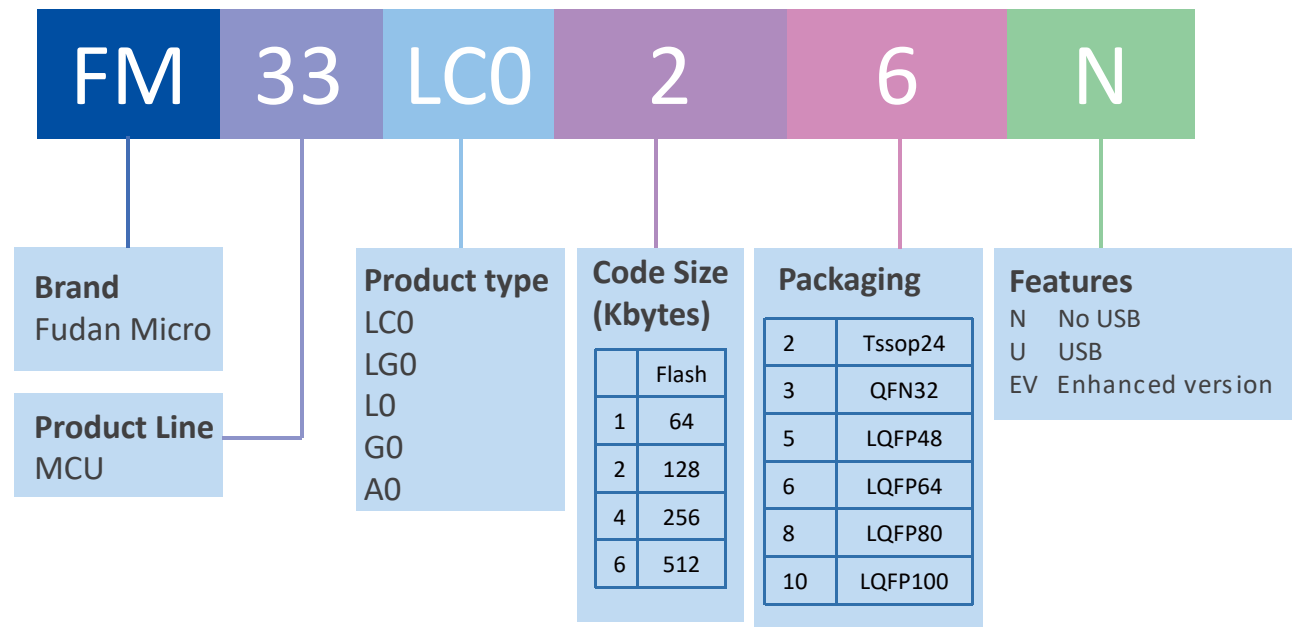 FM 33 LC0 2 6 N
Brand
Fudan Micro
Product Line
MCU
Product type
LC0
LG0
L0
G0
A0
Code Size
(Kbytes)
Flash
1 64
2 128
4 256
6 512
Packaging
2 Tssop24
3 QFN32
5 LQFP48
6 LQFP64
8 LQFP80
10 LQFP100
Features
N No USB
U USB
EV Enhanced version